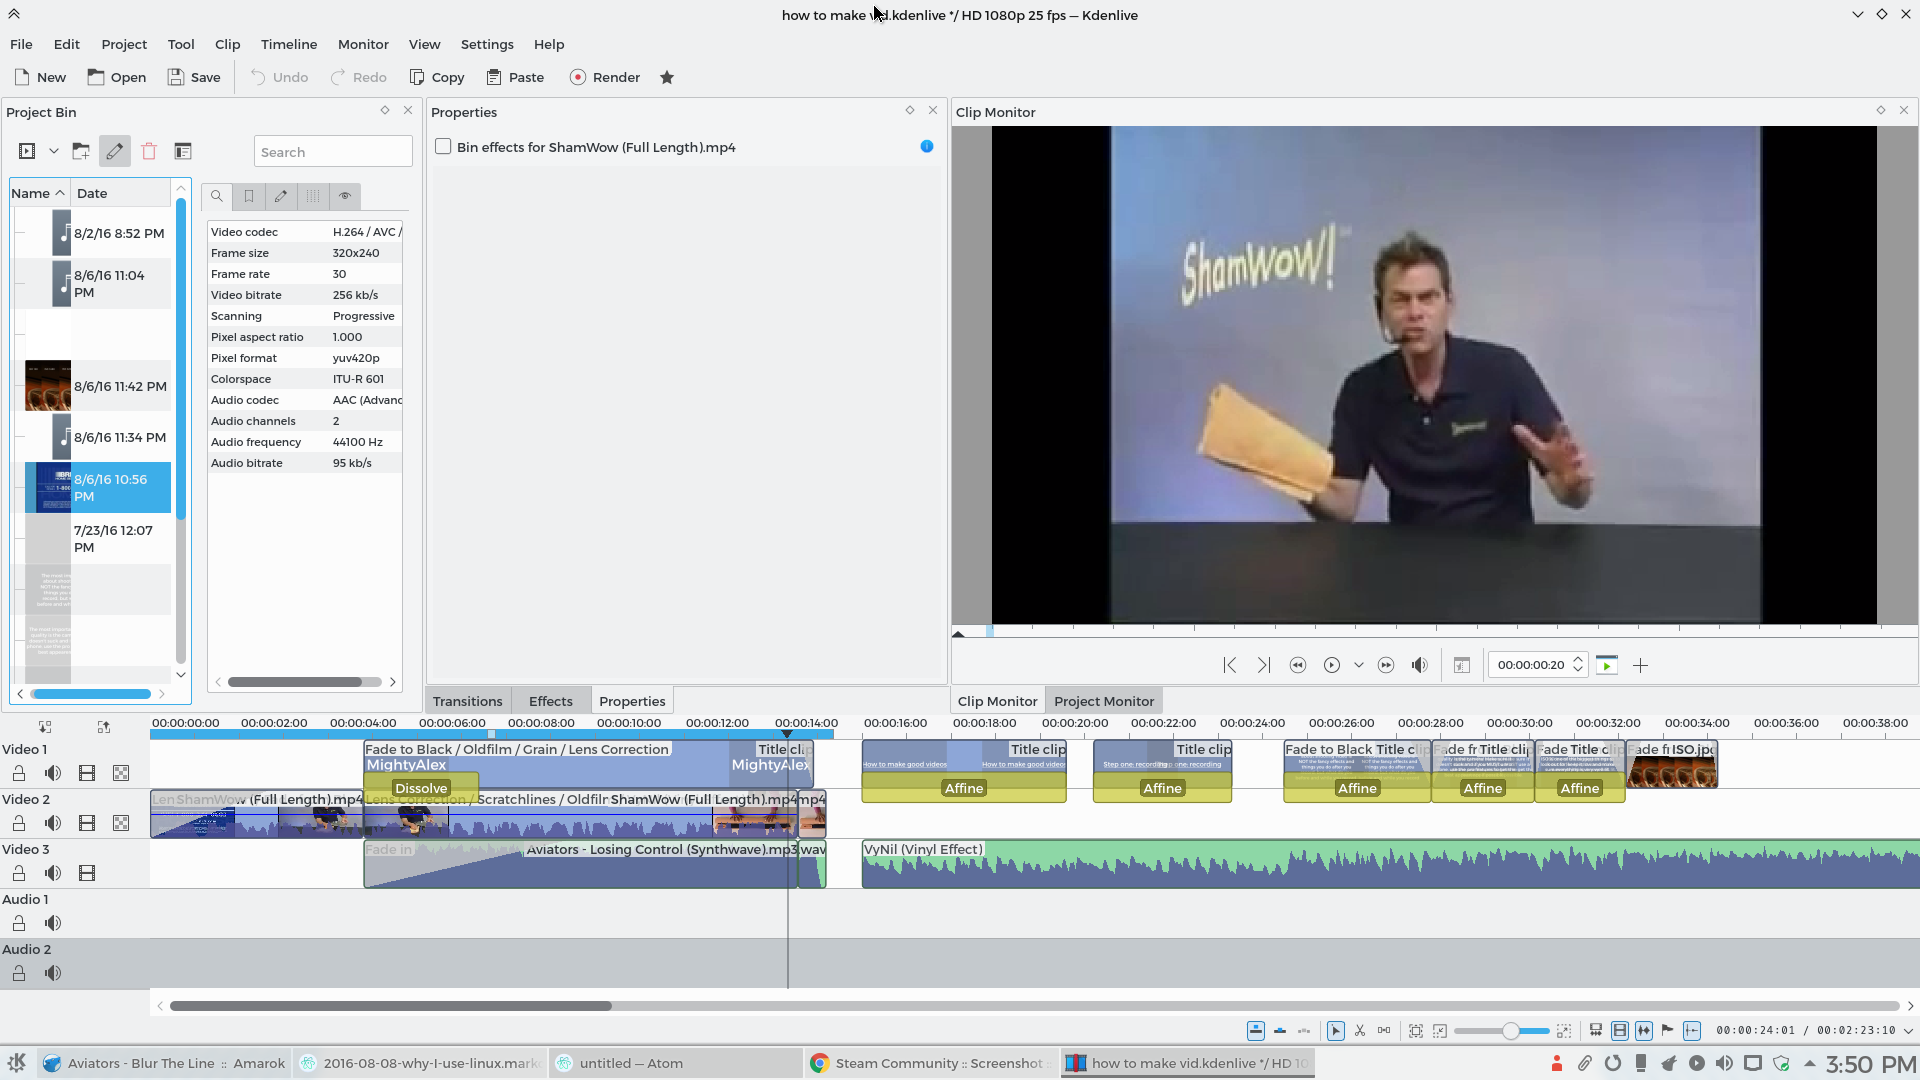 how to make vid.kdenlive */ HD 1080p 25 fps — Kdenlive
File Edit Project Tool Clip Timeline Monitor View Settings Help
New Open Save Undo Redo Copy Paste Render
Project Bin
Properties
Clip Monitor
Search
Bin effects for ShamWow (Full Length).mp4
Name Date
8/2/16 8:52 PM
8/6/16 11:04 PM
8/6/16 11:42 PM
8/6/16 11:34 PM
8/6/16 10:56 PM
7/23/16 12:07 PM
Video codec H.264 / AVC /
Frame size 320x240
Frame rate 30
Video bitrate 256 kb/s
Scanning Progressive
Pixel aspect ratio 1.000
Pixel format yuv420p
Colorspace ITU-R 601
Audio codec AAC (Advanc
Audio channels 2
Audio frequency 44100 Hz
Audio bitrate 95 kb/s
ShamWow!
00:00:00:20
Transitions Effects Properties
Clip Monitor Project Monitor
00:00:00:00 00:00:02:00 00:00:04:00 00:00:06:00 00:00:08:00 00:00:10:00 00:00:12:00 00:00:14:00 00:00:16:00 00:00:18:00 00:00:20:00 00:00:22:00 00:00:24:00 00:00:26:00 00:00:28:00 00:00:30:00 00:00:32:00 00:00:34:00 00:00:36:00 00:00:38:00
Video 1
Fade to Black / Oldfilm / Grain / Lens Correction Title clip
MightyAlex MightyAlex
Dissolve
Title clip
How to make good videos How to make good videos
Affine
Title clip
Step one: recording
Affine
Fade to Black Title clip
Affine
Fade fr Title clip
Affine
Fade Title clip
Affine
Fade f ISO.jpg
Video 2
Len ShamWow (Full Length).mp4
Lens Correction / Scratchlines / Oldfilm ShamWow (Full Length).mp4
mp4
Video 3
Fade in Aviators - Losing Control (Synthwave).mp3
wav
VyNil (Vinyl Effect)
Audio 1
Audio 2
00:00:24:01 / 00:02:23:10
Aviators - Blur The Line :: Amarok
2016-08-08-why-I-use-linux.mark
untitled — Atom
Steam Community :: Screenshot
how to make vid.kdenlive */ HD 10
3:50 PM